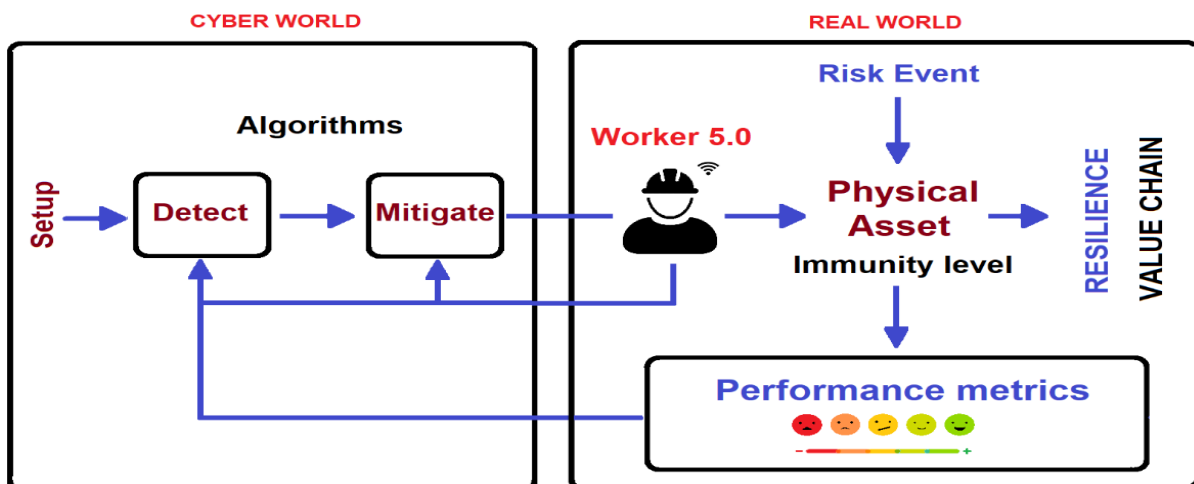 CYBER WORLD
REAL WORLD
Algorithms
Setup
Detect
Mitigate
Worker 5.0
Risk Event
Physical
Asset
Immunity level
RESILIENCE
VALUE CHAIN
Performance metrics
- +